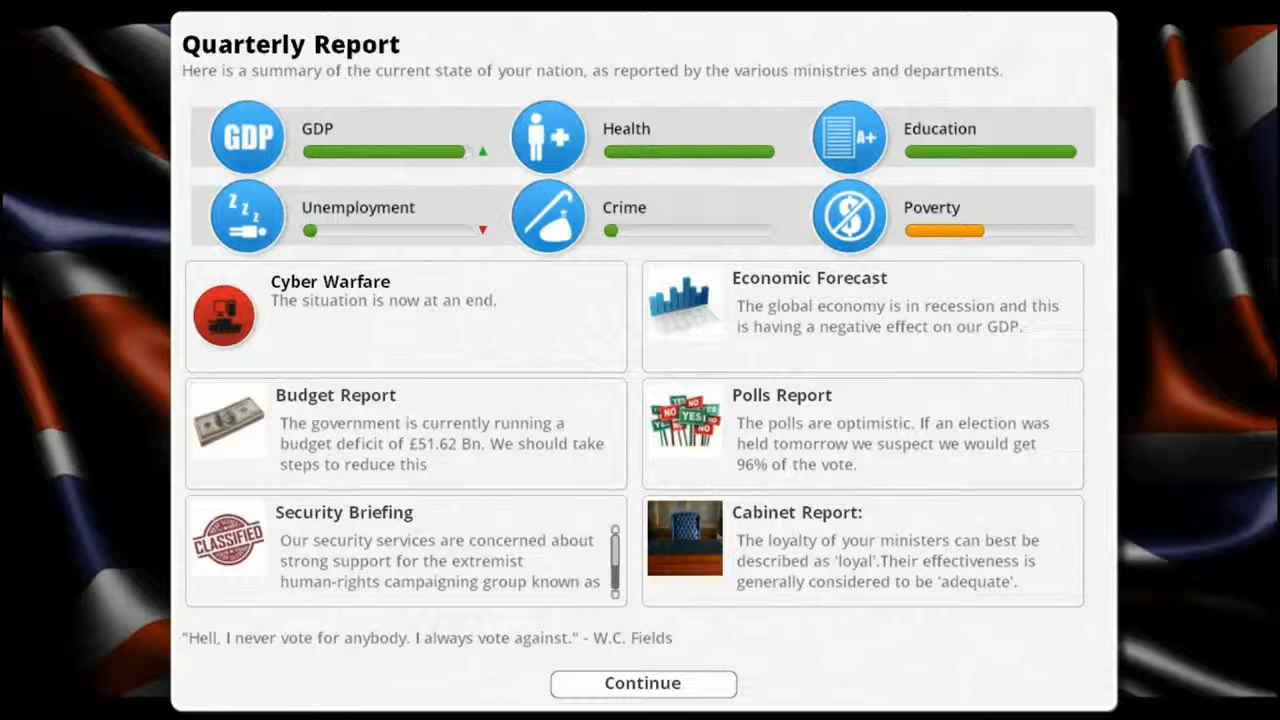 Quarterly Report
Here is a summary of the current state of your nation, as reported by the various ministries and departments.
GDP
GDP
Health
A+
Education
Z Z Z
Unemployment
Crime
$
Poverty
Cyber Warfare
The situation is now at an end.
Economic Forecast
The global economy is in recession and this
is having a negative effect on our GDP.
Budget Report
The government is currently running a
budget deficit of £51.62 Bn. We should take
steps to reduce this
YES
NO
NO
YES
YES
NO
Polls Report
The polls are optimistic. If an election was
held tomorrow we suspect we would get
96% of the vote.
CLASSIFIED
Security Briefing
Our security services are concerned about
strong support for the extremist
human-rights campaigning group known as
Cabinet Report:
The loyalty of your ministers can best be
described as 'loyal'.Their effectiveness is
generally considered to be 'adequate'.
"Hell, I never vote for anybody. I always vote against." - W.C. Fields
Continue